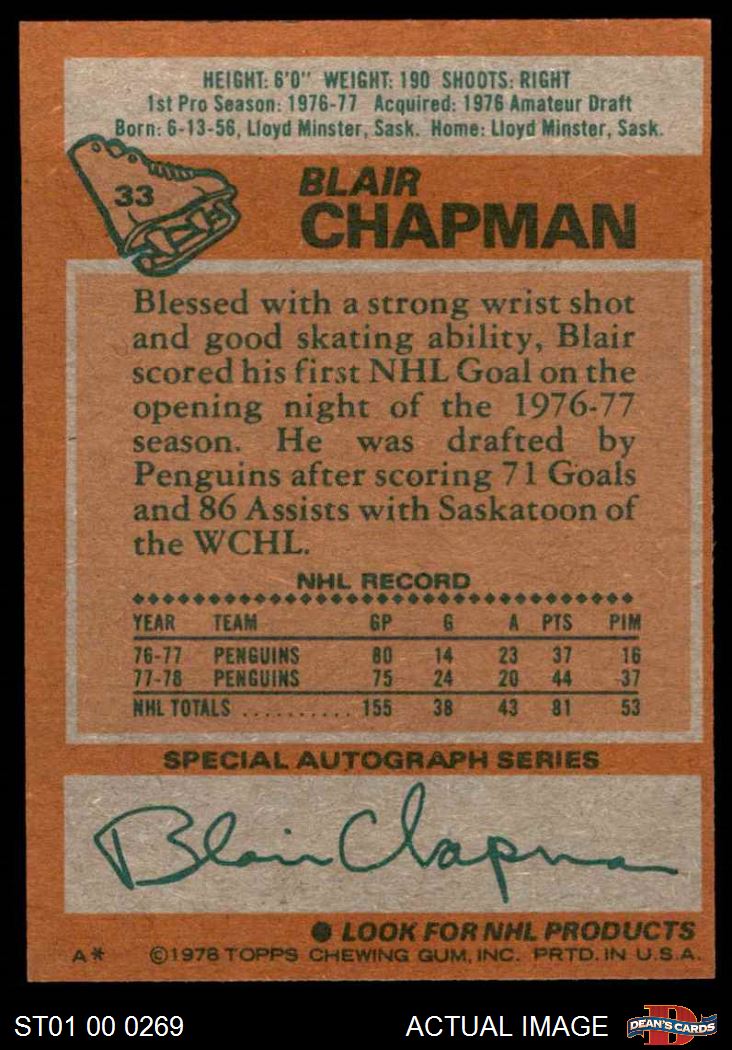 HEIGHT: 6'0" WEIGHT: 190 SHOOTS: RIGHT
1st Pro Season: 1976-77 Acquired: 1976 Amateur Draft
Born: 6-13-56, Lloyd Minster, Sask. Home: Lloyd Minster, Sask.
33
BLAIR
CHAPMAN
Blessed with a strong wrist shot
and good skating ability, Blair
scored his first NHL Goal on the
opening night of the 1976-77
season. He was drafted by
Penguins after scoring 71 Goals
and 86 Assists with Saskatoon of
the WCHL.
NHL RECORD
YEAR TEAM GP G A PTS PIM
76-77 PENGUINS 80 14 23 37 16
77-78 PENGUINS 75 24 20 44 37
NHL TOTALS .......... 155 38 43 81 53
SPECIAL AUTOGRAPH SERIES
Blair Chapman
● LOOK FOR NHL PRODUCTS
A* ©1978 TOPPS CHEWING GUM, INC. PRTD. IN U.S.A.
ST01 00 0269 ACTUAL IMAGE D DEAN'S CARDS